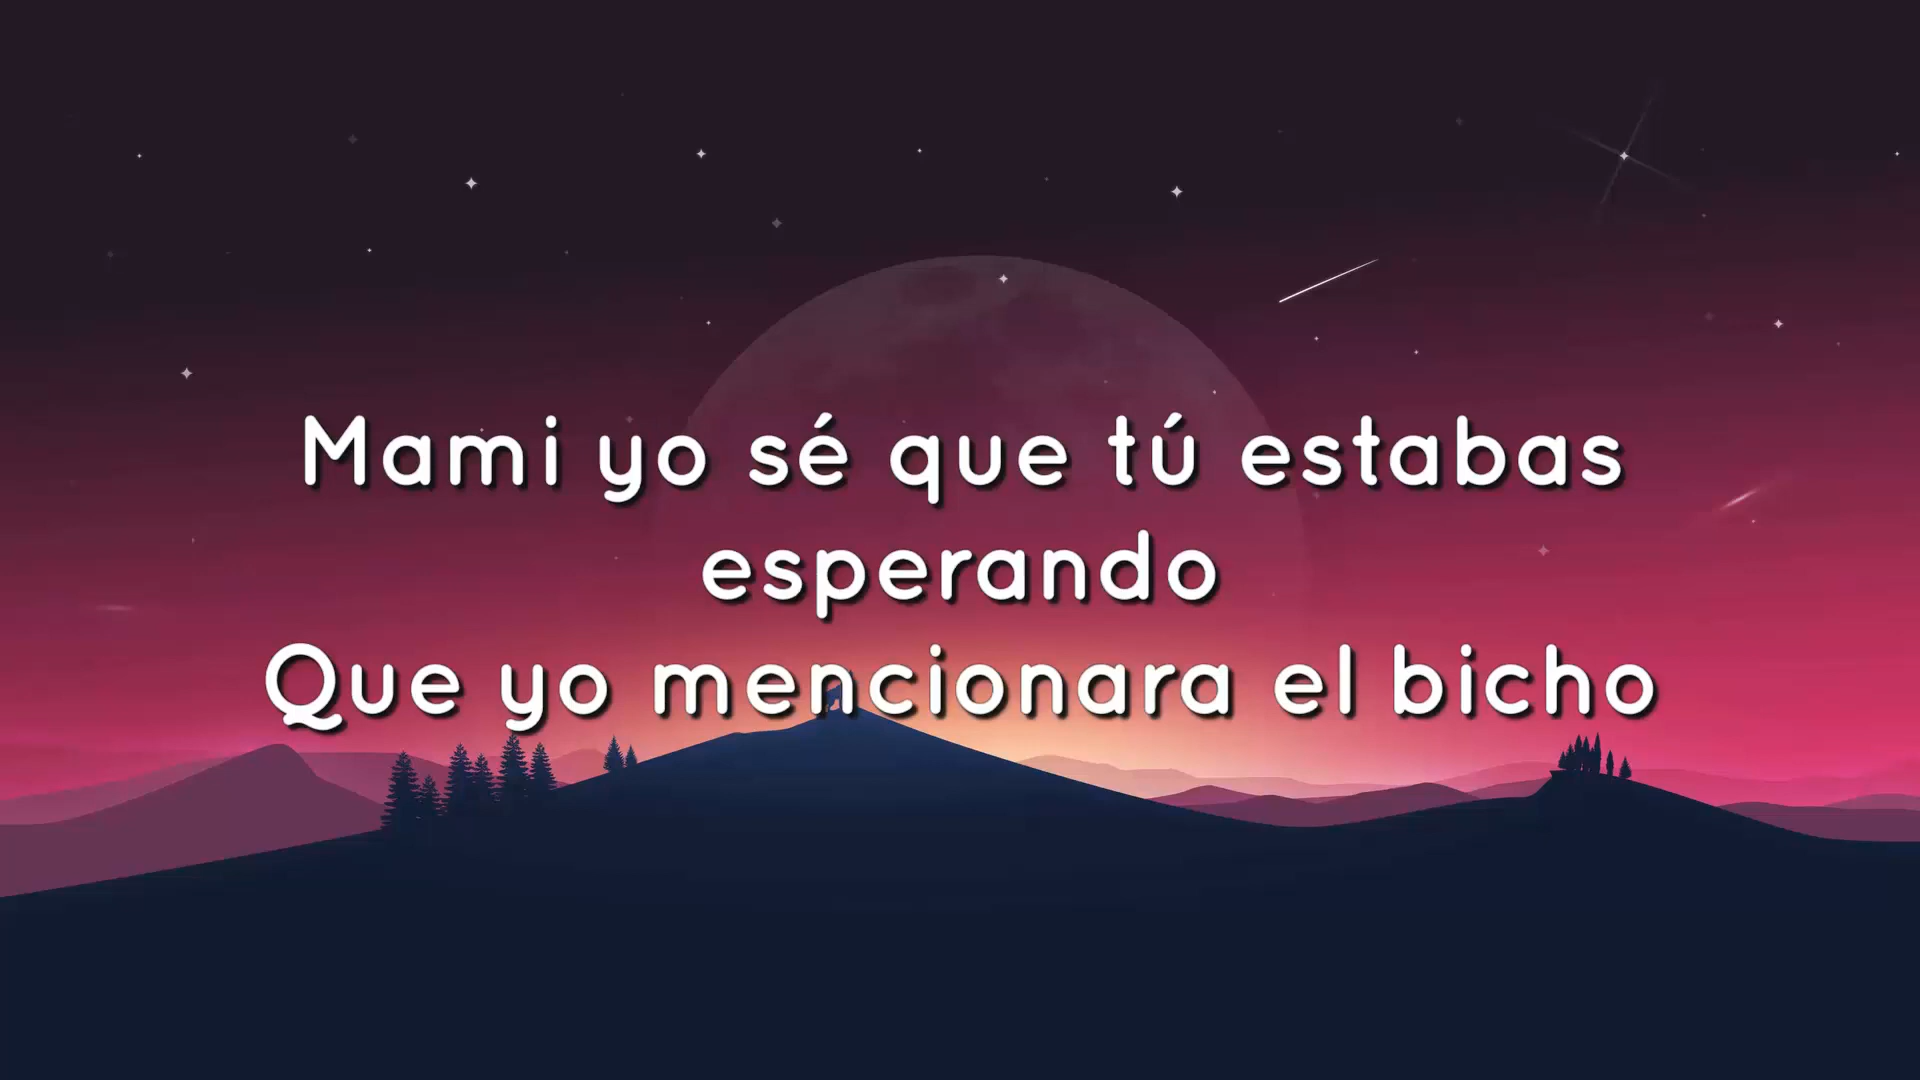 Mami yo sé que tú estabas
esperando
Que yo mencionara el bicho